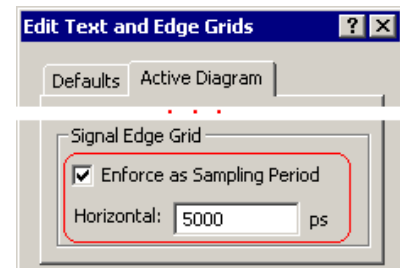 Edit Text and Edge Grids ? ×
Defaults Active Diagram
Signal Edge Grid
Enforce as Sampling Period
Horizontal: 5000 ps